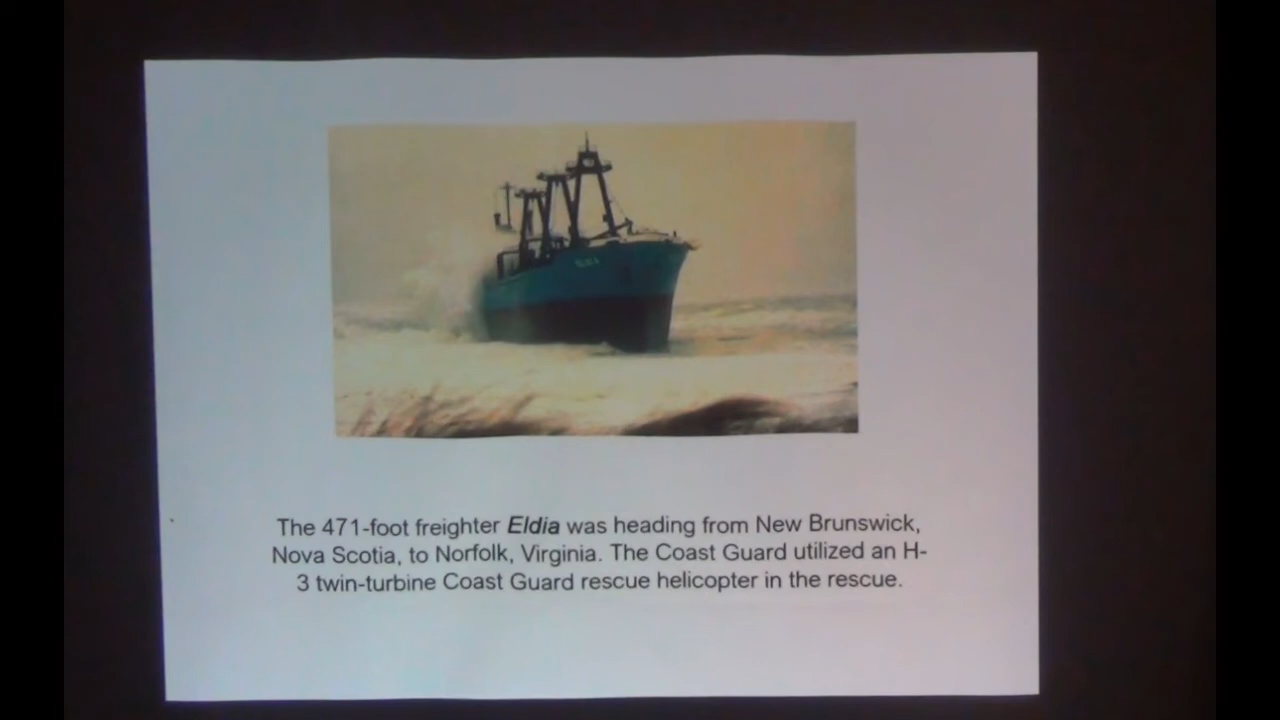 The 471-foot freighter Eldia was heading from New Brunswick,
Nova Scotia, to Norfolk, Virginia. The Coast Guard utilized an H-
3 twin-turbine Coast Guard rescue helicopter in the rescue.